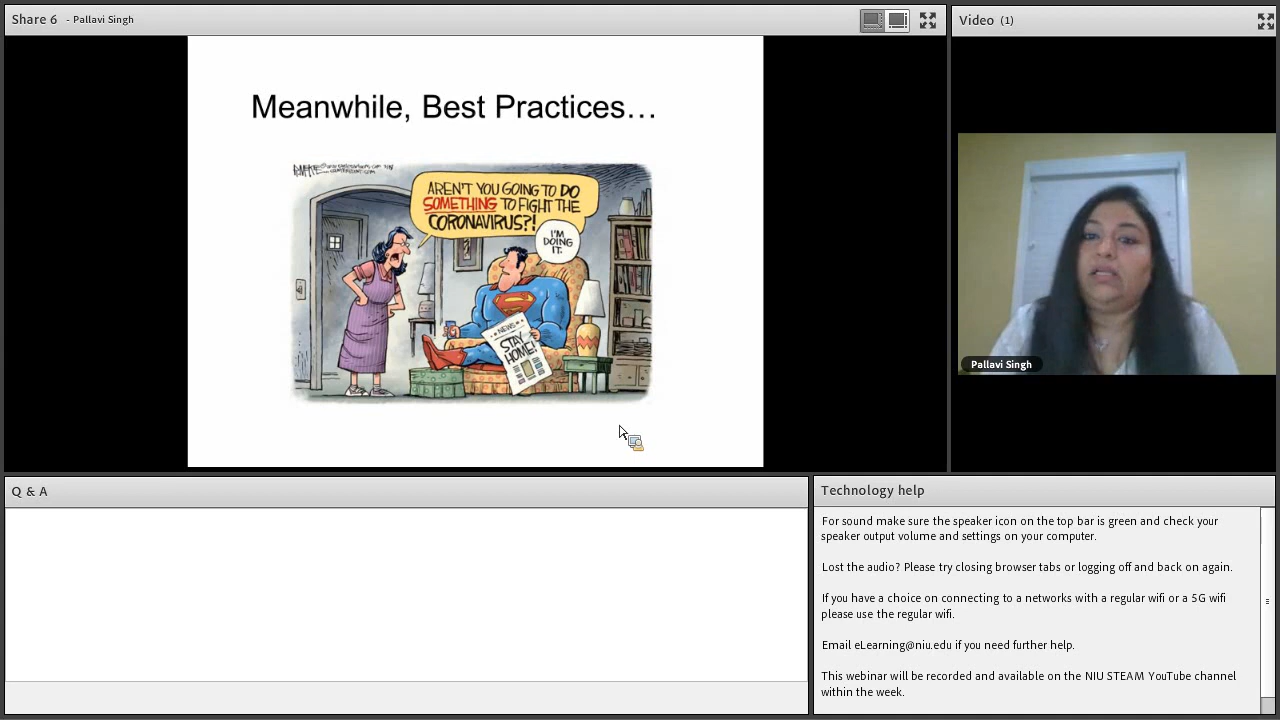 Share 6 - Pallavi Singh
Meanwhile, Best Practices…
AREN'T YOU GOING TO DO
SOMETHING TO FIGHT THE
CORONAVIRUS?!
I'M
DOING
IT.
NEWS
STAY
HOME!
Video (1)
Pallavi Singh
Q & A
Technology help
For sound make sure the speaker icon on the top bar is green and check your
speaker output volume and settings on your computer.
Lost the audio? Please try closing browser tabs or logging off and back on again.
If you have a choice on connecting to a networks with a regular wifi or a 5G wifi
please use the regular wifi.
Email eLearning@niu.edu if you need further help.
This webinar will be recorded and available on the NIU STEAM YouTube channel
within the week.